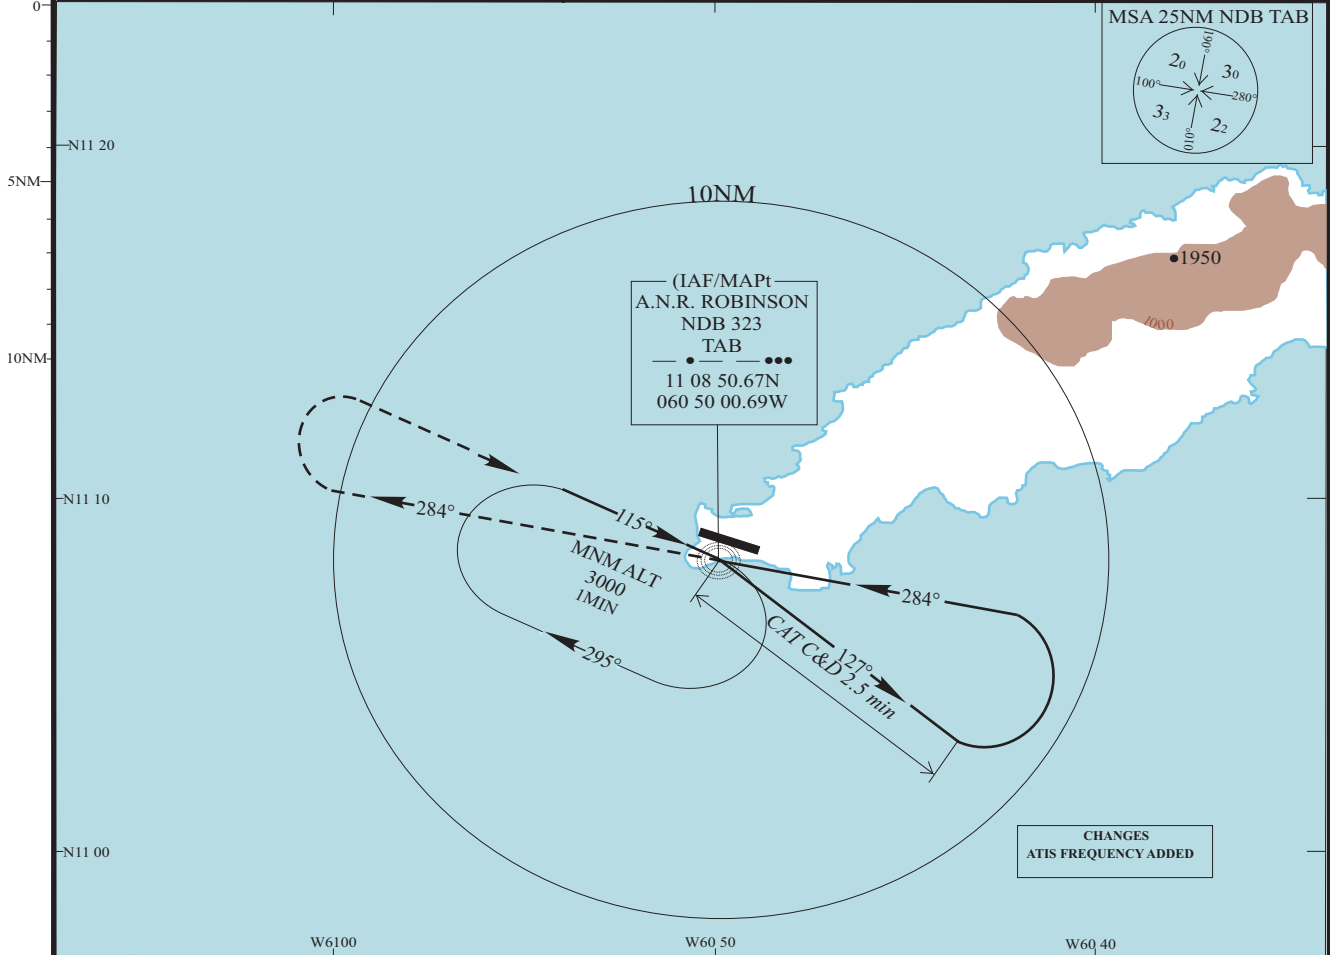 0
MSA 25NM NDB TAB
190°
20
30
100°
280°
33
22
010°
N11 20
5NM
10NM
1950
1000
(IAF/MAPt
A.N.R. ROBINSON
NDB 323
TAB
11 08 50.67N
060 50 00.69W
10NM
N11 10
284°
115°
MNM ALT
3000
1MIN
284°
295°
127°
CAT C&D 2.5 min
CHANGES
ATIS FREQUENCY ADDED
N11 00
W6100
W60 50
W60 40